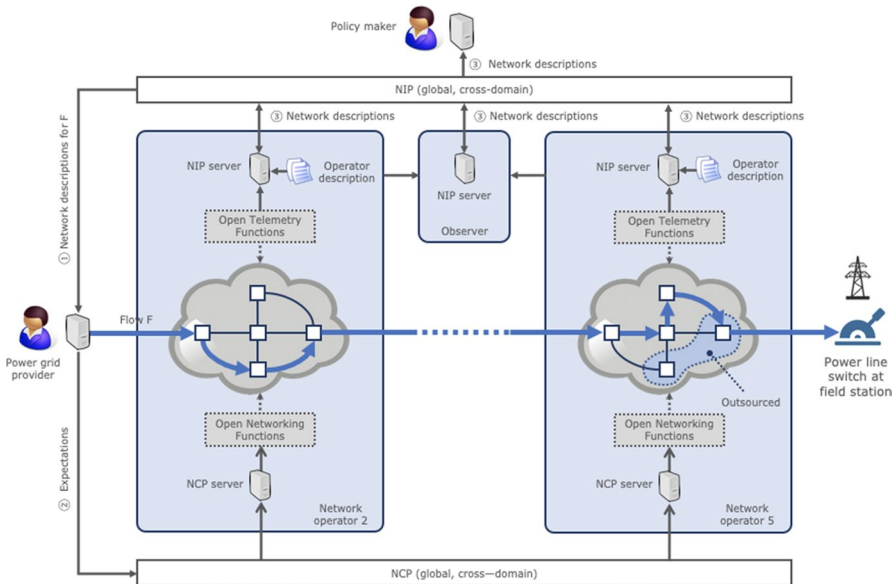 Policy maker
③ Network descriptions
NIP (global, cross-domain)
① Network descriptions for F
③ Network descriptions
③ Network descriptions
③ Network descriptions
NIP server
Operator
description
NIP server
Observer
NIP server
Operator
description
Open Telemetry
Functions
Open Telemetry
Functions
Flow F
Power grid
provider
Power line
switch at
field station
Outsourced
Open Networking
Functions
Open Networking
Functions
② Expectations
NCP server
Network
operator 2
NCP server
Network
operator 5
NCP (global, cross—domain)